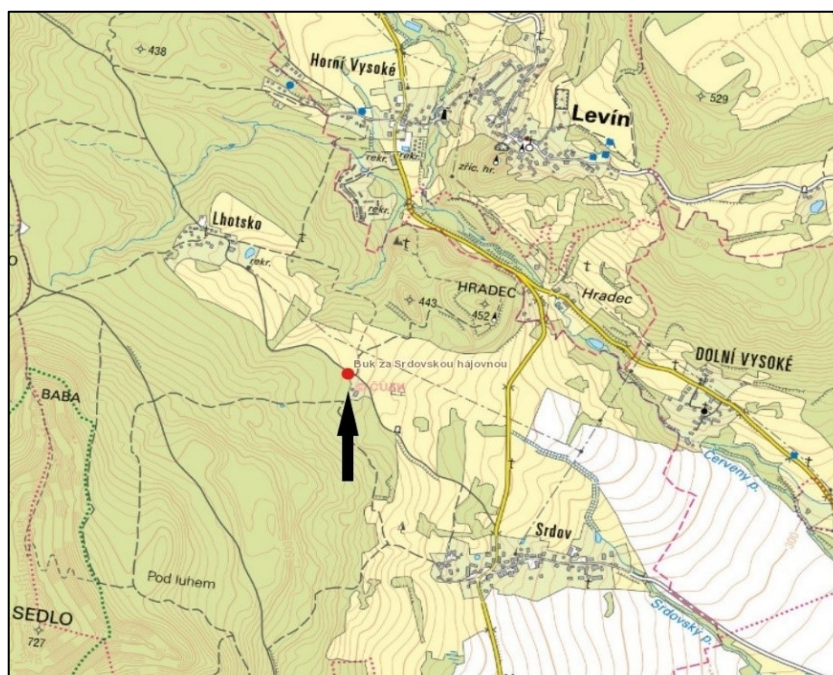 438
Horní Vysoké
529
Levín
rekr.
rekr.
zříc. hr.
Lhotsko
rekr.
rekr.
HRADEC
443
452
Hradec
DOLNÍ VYSOKÉ
Buk za Srdovskou hájovnou
BABA
Červený p.
Srdov
300
Pod luhem
Srdovský p.
SEDLO
727